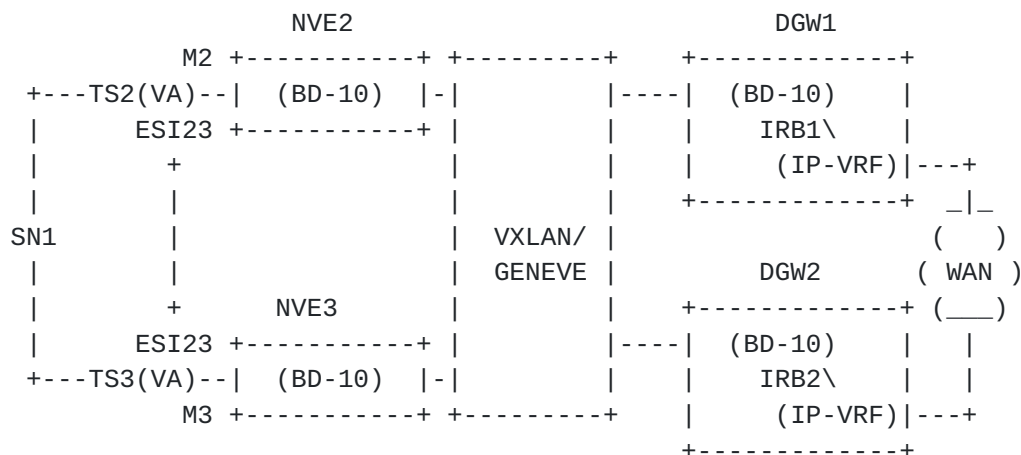 NVE2                             DGW1
            M2 +-----------+ +---------+    +-------------+
  +---TS2(VA)--|  (BD-10)  |-|         |----|  (BD-10)    |
  |      ESI23 +-----------+ |         |    |    IRB1\    |
  |        +                 |         |    |     (IP-VRF)|---+
  |        |                 |         |    +-------------+  _|_
 SN1       |                 |  VXLAN/ |                    (   )
  |        |                 |  GENEVE |         DGW2      ( WAN )
  |        +      NVE3       |         |    +-------------+ (___)
  |      ESI23 +-----------+ |         |----|  (BD-10)    |   |
  +---TS3(VA)--|  (BD-10)  |-|         |    |    IRB2\    |   |
            M3 +-----------+ +---------+    |     (IP-VRF)|---+
                                            +-------------+